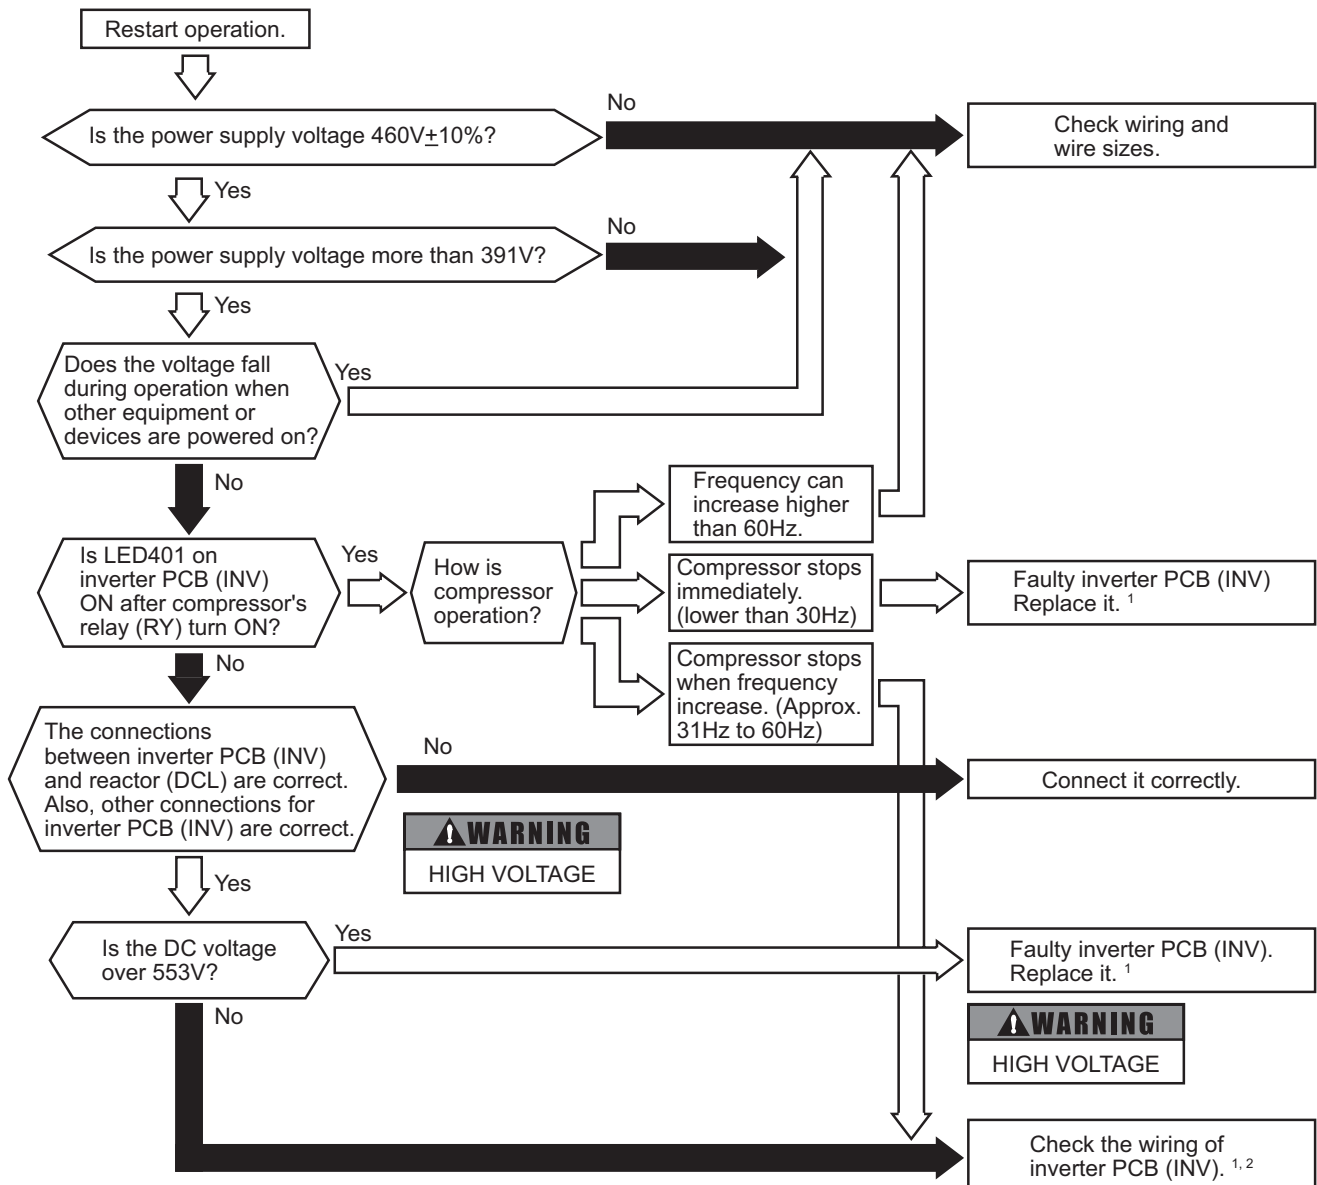 Restart operation.
No
Is the power supply voltage 460V±10%?
Check wiring and
wire sizes.
Yes
No
Is the power supply voltage more than 391V?
Yes
Does the voltage fall
during operation when
other equipment or
devices are powered on?
Yes
No
Frequency can
increase higher
than 60Hz.
Is LED401 on
inverter PCB (INV)
ON after compressor's
relay (RY) turn ON?
Yes
How is
compressor
operation?
Compressor stops
immediately.
(lower than 30Hz)
Faulty inverter PCB (INV)
Replace it. 1
No
Compressor stops
when frequency
increase. (Approx.
31Hz to 60Hz)
The connections
between inverter PCB (INV)
and reactor (DCL) are correct.
Also, other connections for
inverter PCB (INV) are correct.
No
Connect it correctly.
WARNING
HIGH VOLTAGE
Yes
Is the DC voltage
over 553V?
Yes
Faulty inverter PCB (INV).
Replace it. 1
No
WARNING
HIGH VOLTAGE
Check the wiring of
inverter PCB (INV). 1, 2